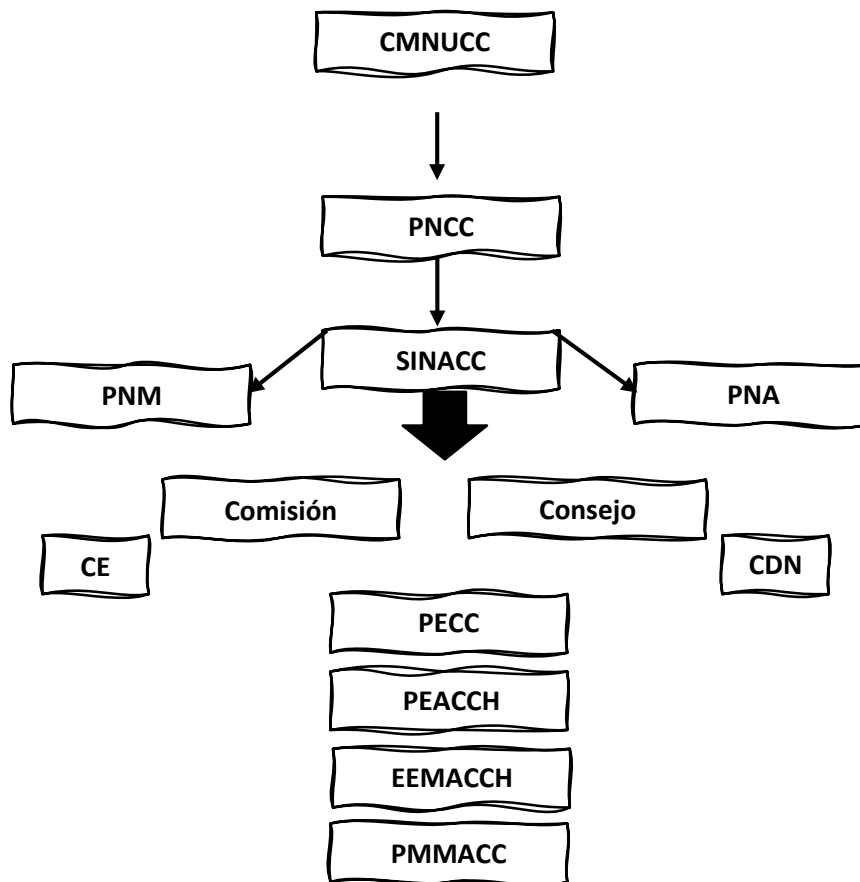 CMNUCC
PNCC
SINACC
PNM
PNA
Comisión
Consejo
CE
CDN
PECC
PEACCH
EEMACCH
PMMACC